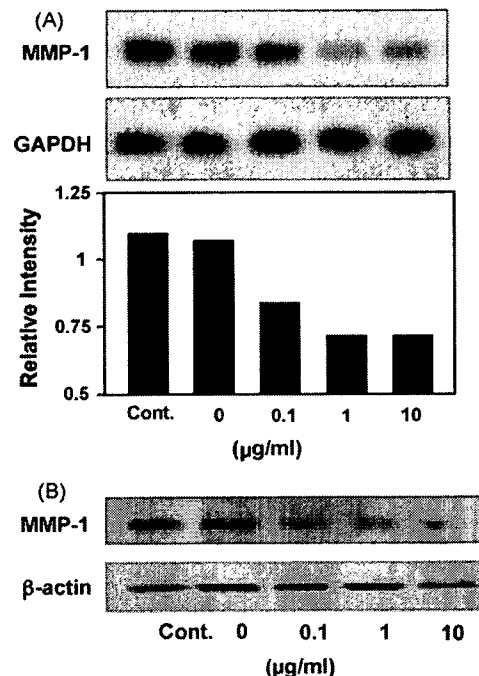 (A)
MMP-1
GAPDH
Relative Intensity
1.25
1
0.75
0.5
Cont. 0 0.1 1 10
(µg/ml)
(B)
MMP-1
β-actin
Cont. 0 0.1 1 10
(µg/ml)